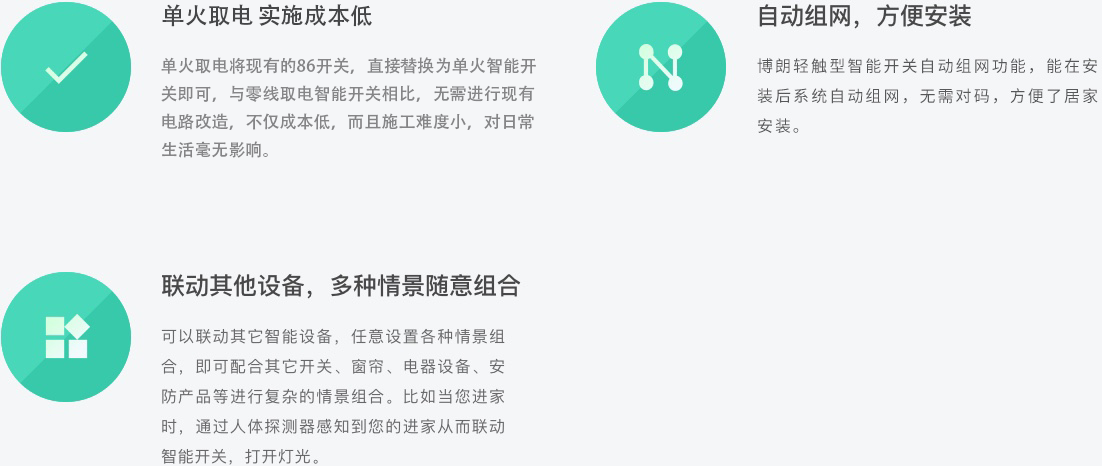 单火取电 实施成本低
单火取电将现有的86开关，直接替换为单火智能开
关即可，与零线取电智能开关相比，无需进行现有
电路改造，不仅成本低，而且施工难度小，对日常
生活毫无影响。
自动组网，方便安装
博朗轻触型智能开关自动组网功能，能在安
装后系统自动组网，无需对码，方便了居家
安装。
联动其他设备，多种情景随意组合
可以联动其它智能设备，任意设置各种情景组
合，即可配合其它开关、窗帘、电器设备、安
防产品等进行复杂的情景组合。比如当您进家
时，通过人体探测器感知到您的进家从而联动
智能开关，打开灯光。